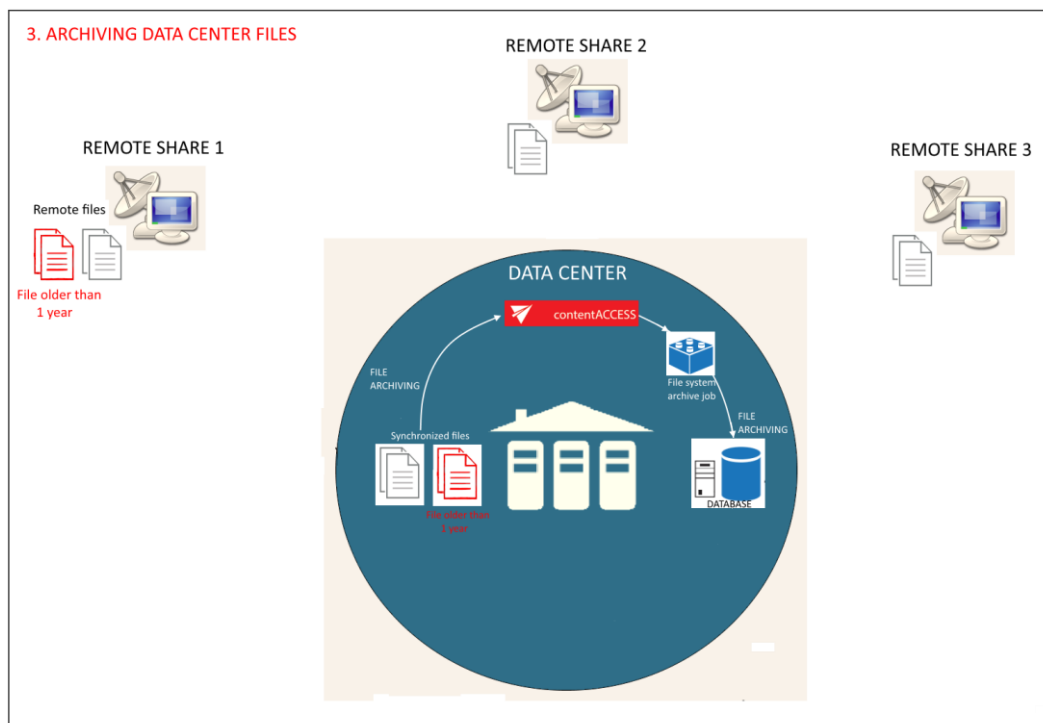 3. ARCHIVING DATA CENTER FILES
REMOTE SHARE 2
REMOTE SHARE 1
REMOTE SHARE 3
Remote files
File older than
1 year
DATA CENTER
contentACCESS
FILE
ARCHIVING
File system
archive job
FILE
ARCHIVING
Synchronized files
File older than
1 year
DATABASE